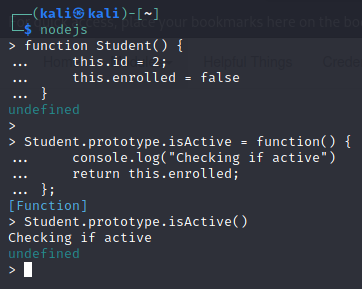 ┌──(kali㉿kali)-[~]
└─$ nodejs
> function Student() {
...     this.id = 2;
...     this.enrolled = false
... }
undefined
>
> Student.prototype.isActive = function() {
...     console.log("Checking if active")
...     return this.enrolled;
... };
[Function]
> Student.prototype.isActive()
Checking if active
undefined
>